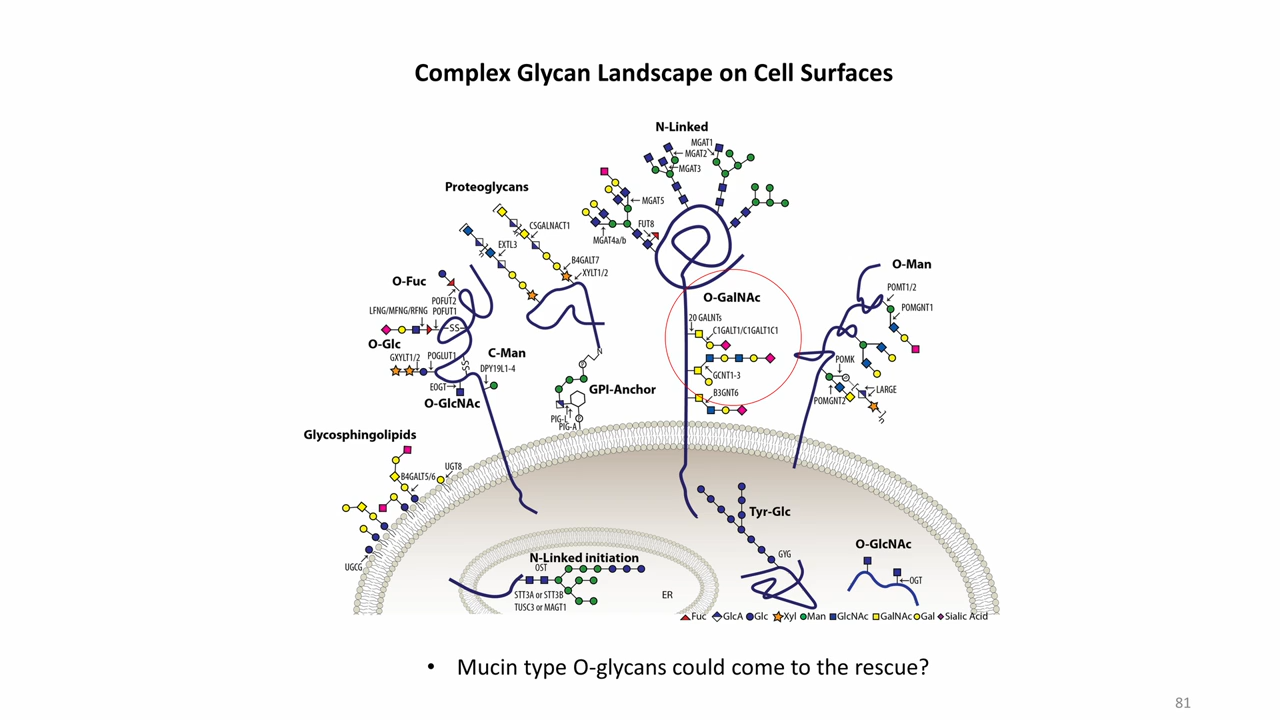 Complex Glycan Landscape on Cell Surfaces
N-Linked
MGAT1
MGAT2
MGAT3
MGAT5
FUT8
MGAT4a/b
Proteoglycans
CSGALNACT1
EXTL3
B4GALT7
XYLT1/2
O-Fuc
POFUT2
LFNG/MFNG/RFNG POFUT1
SS
O-Glc
GXYLT1/2 POGLUT1
SS
C-Man
DPY19L1-4
EOGT
O-GlcNAc
N
P
GPI-Anchor
PIG-L
PIG-A
P
O-GalNAc
20 GALNTs
C1GALT1/C1GALT1C1
GCNT1-3
B3GNT6
O-Man
POMT1/2
POMGNT1
POMK
P
LARGE
POMGNT2
n
Glycosphingolipids
UGT8
B4GALT5/6
UGCG
N-Linked initiation
OST
STT3A or STT3B
TUSC3 or MAGT1
ER
Tyr-Glc
GYG
O-GlcNAc
OGT
Fuc GlcA Glc Xyl Man GlcNAc GalNAc Gal Sialic Acid
• Mucin type O-glycans could come to the rescue?
81